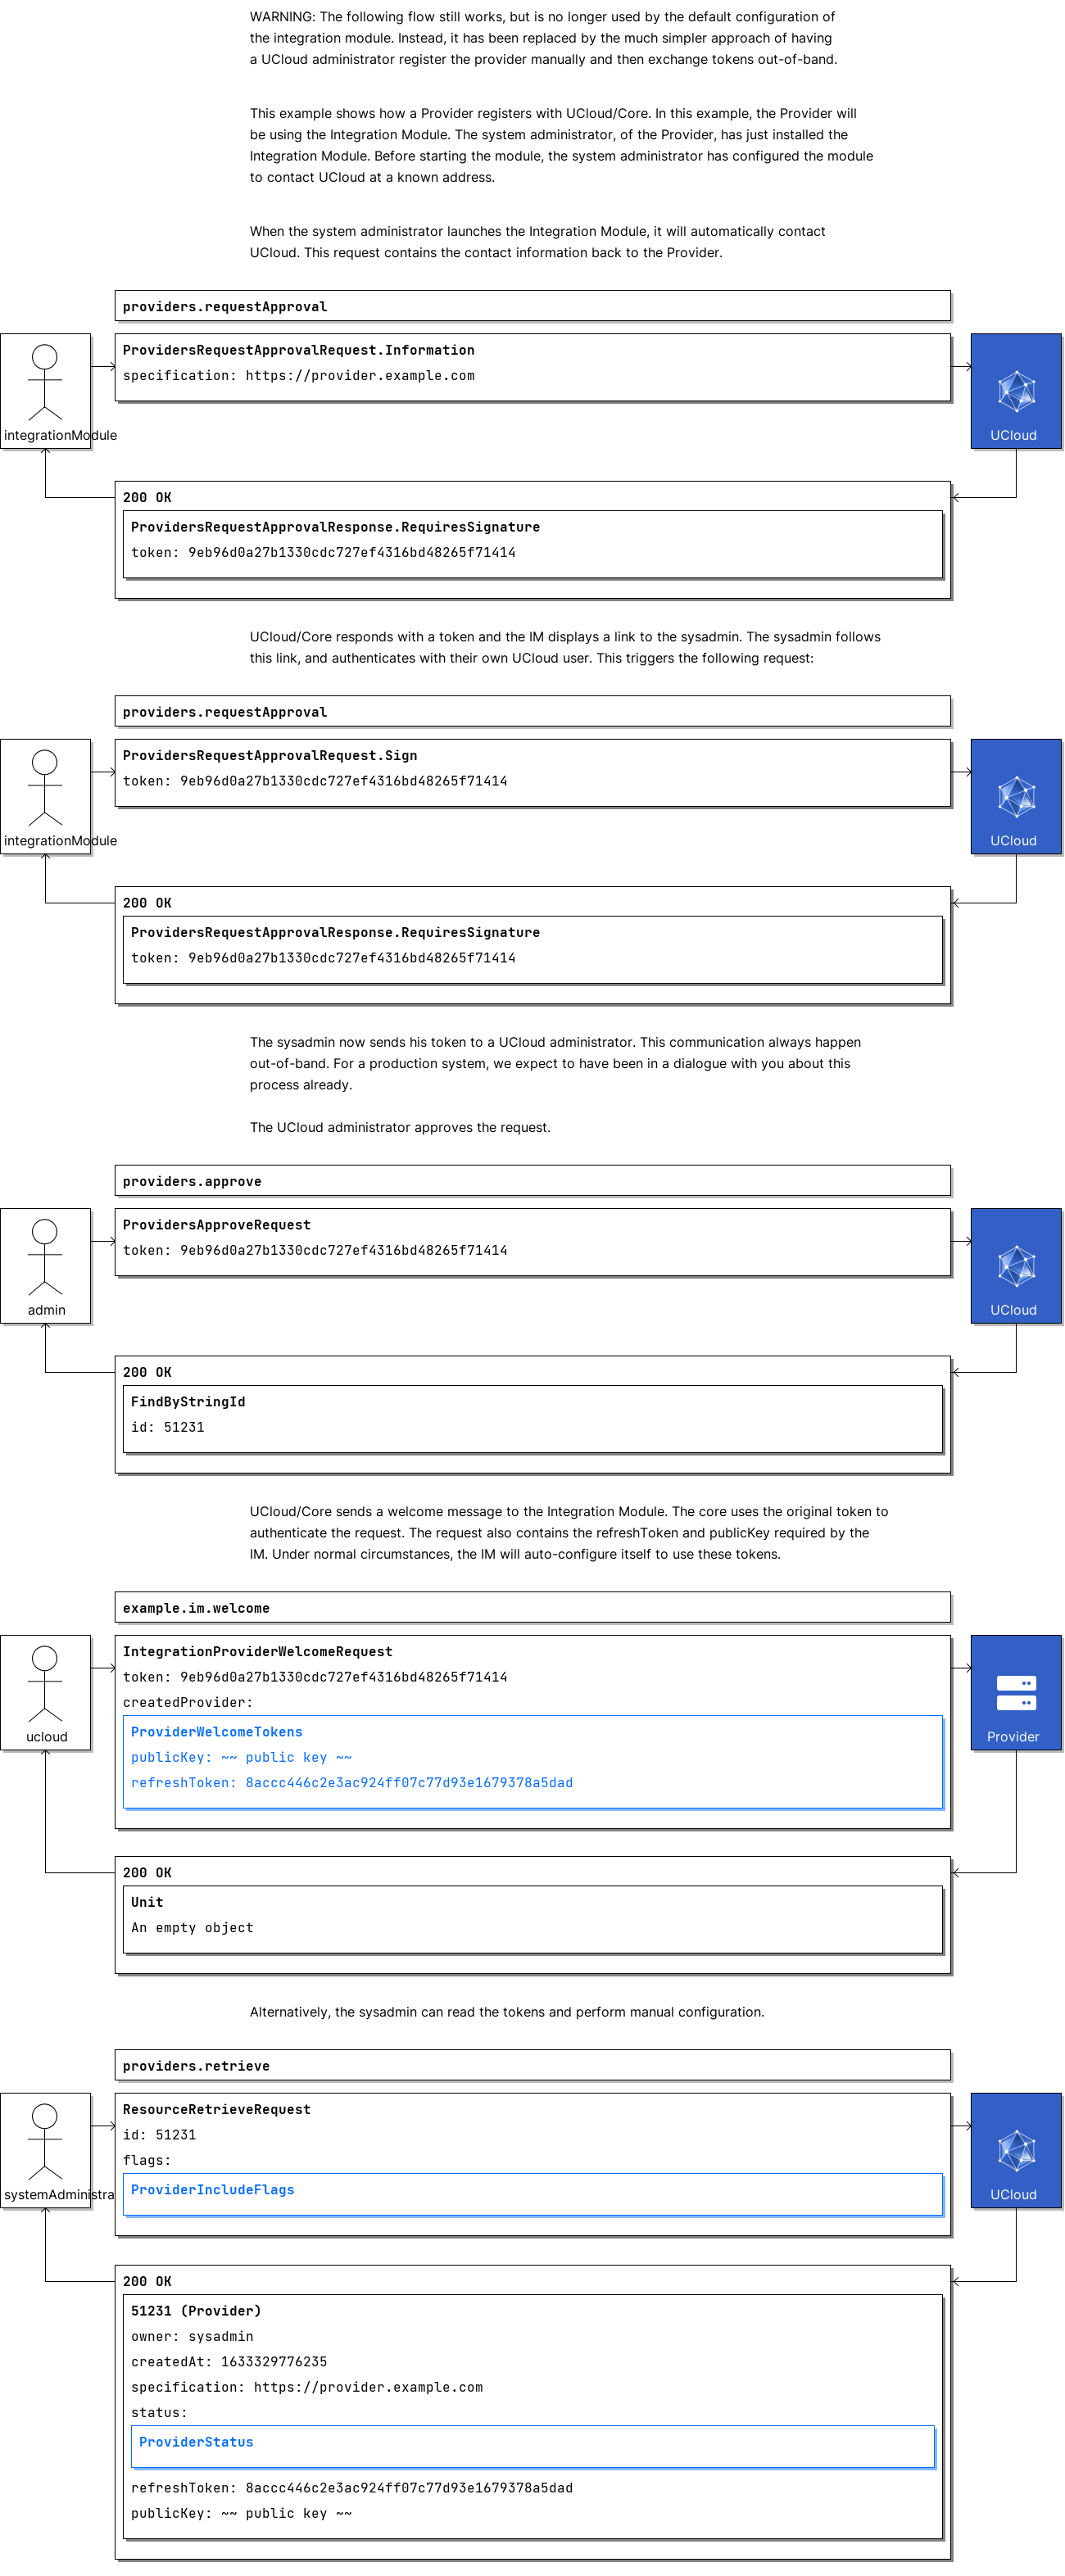 WARNING: The following flow still works, but is no longer used by the default configuration of
the integration module. Instead, it has been replaced by the much simpler approach of having
a UCloud administrator register the provider manually and then exchange tokens out-of-band.
This example shows how a Provider registers with UCloud/Core. In this example, the Provider will
be using the Integration Module. The system administrator, of the Provider, has just installed the
Integration Module. Before starting the module, the system administrator has configured the module
to contact UCloud at a known address.
When the system administrator launches the Integration Module, it will automatically contact
UCloud. This request contains the contact information back to the Provider.
providers.requestApproval
ProvidersRequestApprovalRequest.Information
specification: https://provider.example.com
integrationModule
UCloud
200 OK
ProvidersRequestApprovalResponse.RequiresSignature
token: 9eb96d0a27b1330cdc727ef4316bd48265f71414
UCloud/Core responds with a token and the IM displays a link to the sysadmin. The sysadmin follows
this link, and authenticates with their own UCloud user. This triggers the following request:
providers.requestApproval
ProvidersRequestApprovalRequest.Sign
token: 9eb96d0a27b1330cdc727ef4316bd48265f71414
integrationModule
UCloud
200 OK
ProvidersRequestApprovalResponse.RequiresSignature
token: 9eb96d0a27b1330cdc727ef4316bd48265f71414
The sysadmin now sends his token to a UCloud administrator. This communication always happen
out-of-band. For a production system, we expect to have been in a dialogue with you about this
process already.
The UCloud administrator approves the request.
providers.approve
ProvidersApproveRequest
token: 9eb96d0a27b1330cdc727ef4316bd48265f71414
admin
UCloud
200 OK
FindByStringId
id: 51231
UCloud/Core sends a welcome message to the Integration Module. The core uses the original token to
authenticate the request. The request also contains the refreshToken and publicKey required by the
IM. Under normal circumstances, the IM will auto-configure itself to use these tokens.
example.im.welcome
IntegrationProviderWelcomeRequest
token: 9eb96d0a27b1330cdc727ef4316bd48265f71414
createdProvider:
ProviderWelcomeTokens
ucloud
Provider
publicKey: ~~ public key ~~
refreshToken: 8accc446c2e3ac924ff07c77d93e1679378a5dad
200 OK
Unit
An empty object
Alternatively, the sysadmin can read the tokens and perform manual configuration.
providers.retrieve
ResourceRetrieveRequest
id: 51231
flags:
ProviderIncludeFlags
systemAdministra
UCloud
200 OK
51231 (Provider)
owner: sysadmin
createdAt: 1633329776235
specification: https://provider.example.com
status:
ProviderStatus
refreshToken: 8accc446c2e3ac924ff07c77d93e1679378a5dad
publicKey: ~~ public key ~~